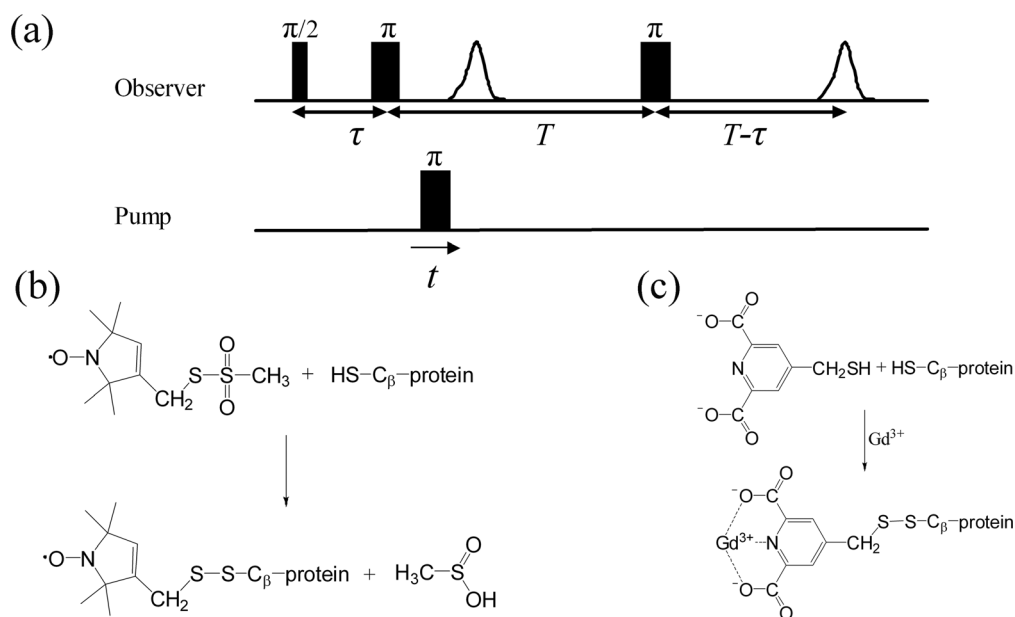 (a)
π/2
π
π
Observer
τ
T
T-τ
π
Pump
t
(b)
·O N S S CH₃ + HS–Cβ–protein
O
O
CH₂
·O N S–S–Cβ–protein + H₃C S O
CH₂
OH
(c)
⁻O C O
N CH₂SH + HS–Cβ–protein
⁻O C O
Gd³⁺
⁻O C O
Gd³⁺ N CH₂ S–S–Cβ–protein
⁻O C O